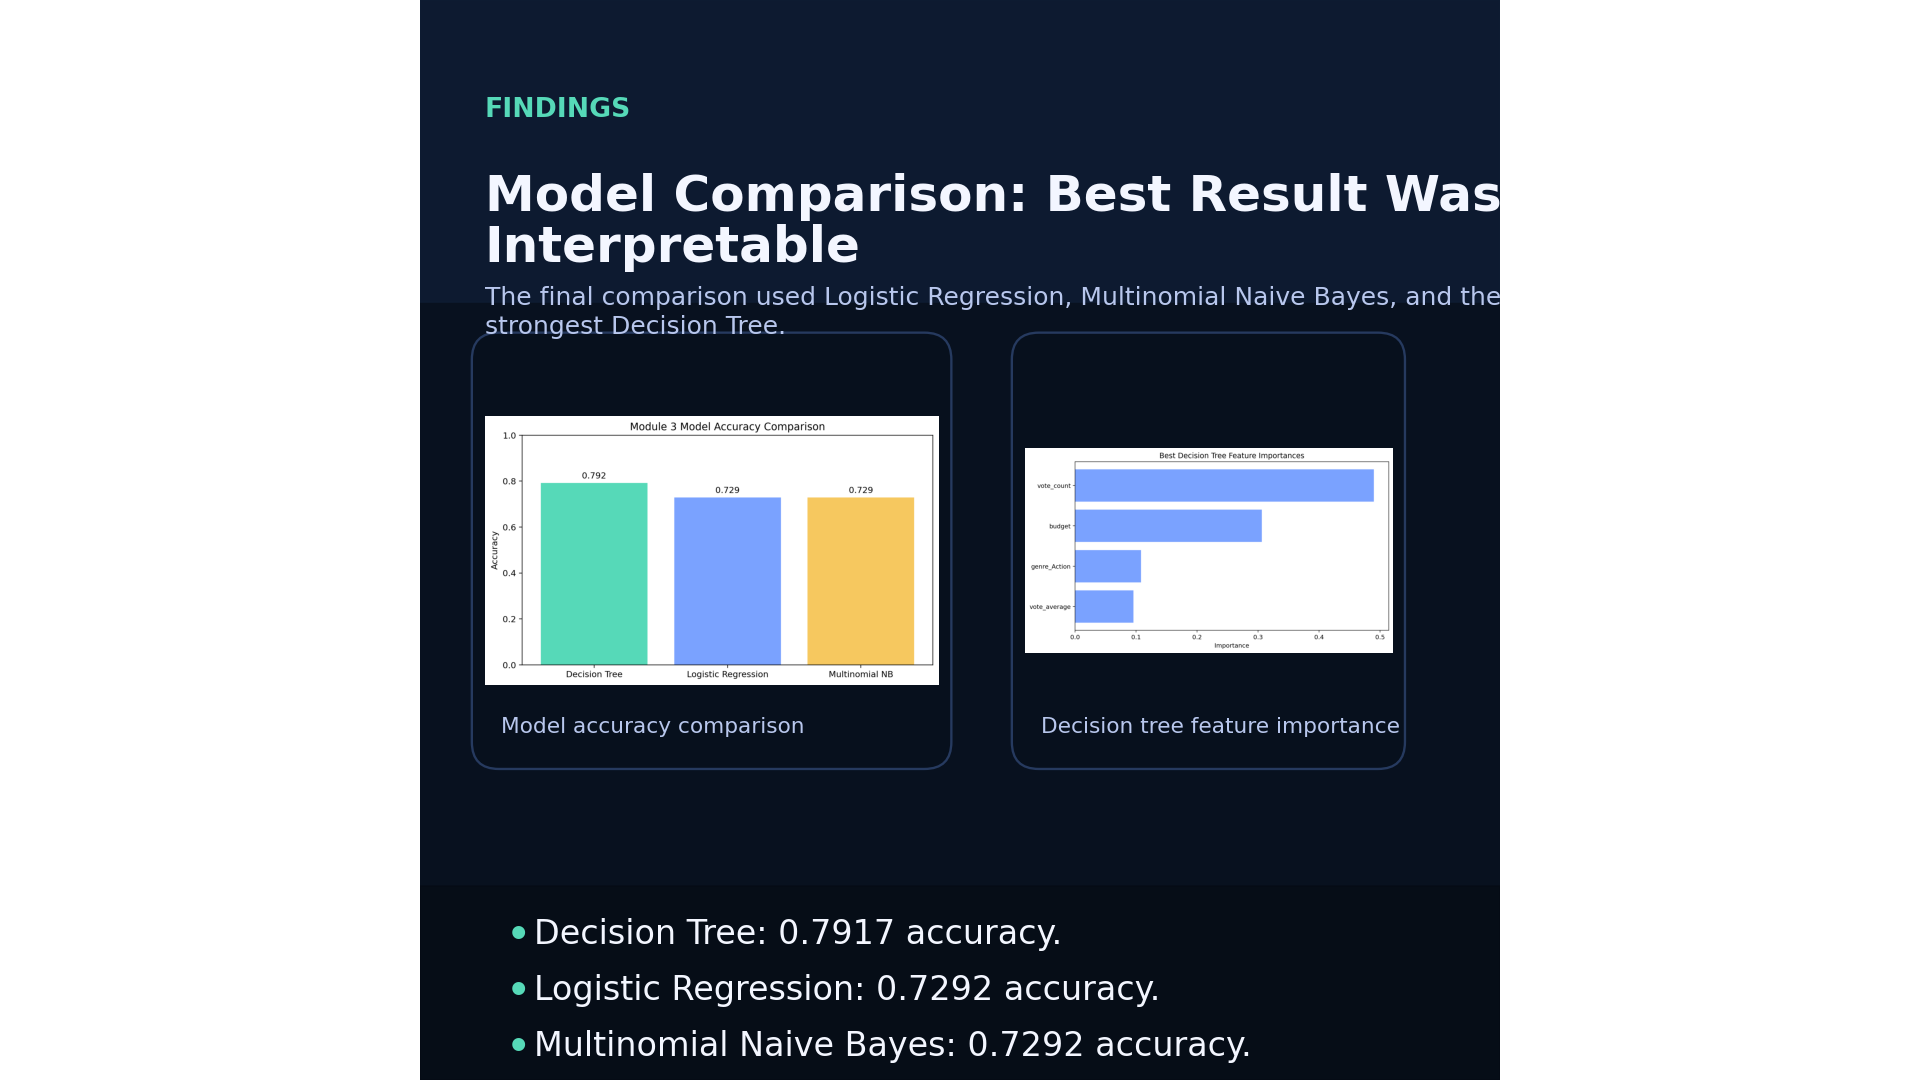 FINDINGS
Model Comparison: Best Result Was
Interpretable
The final comparison used Logistic Regression, Multinomial Naive Bayes, and the
strongest Decision Tree.
Module 3 Model Accuracy Comparison
1.0
0.8
0.6
0.4
0.2
0.0
Accuracy
0.792
0.729
0.729
Decision Tree
Logistic Regression
Multinomial NB
Model accuracy comparison
Best Decision Tree Feature Importances
vote_count
budget
genre_Action
vote_average
0.0
0.1
0.2
0.3
0.4
0.5
Importance
Decision tree feature importance
• Decision Tree: 0.7917 accuracy.
• Logistic Regression: 0.7292 accuracy.
• Multinomial Naive Bayes: 0.7292 accuracy.